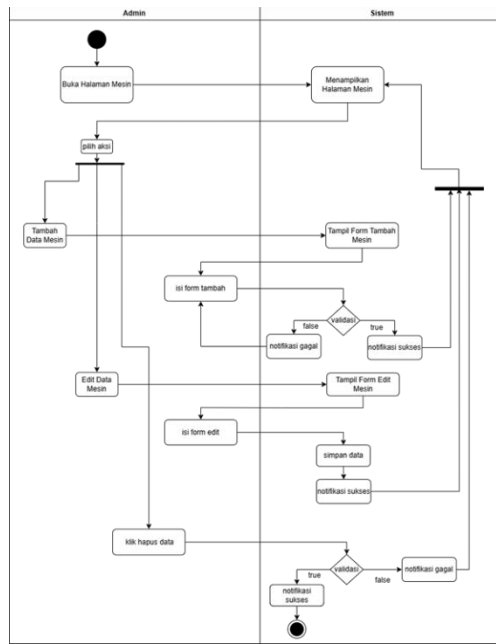 Admin
Sistem
Buka Halaman Mesin
Menampilkan
Halaman Mesin
pilih aksi
Tambah
Data Mesin
Tampil Form Tambah
Mesin
isi form tambah
validasi
false
true
notifikasi gagal
notifikasi sukses
Edit Data
Mesin
Tampil Form Edit
Mesin
isi form edit
simpan data
notifikasi sukses
klik hapus data
validasi
true
false
notifikasi gagal
notifikasi
sukses